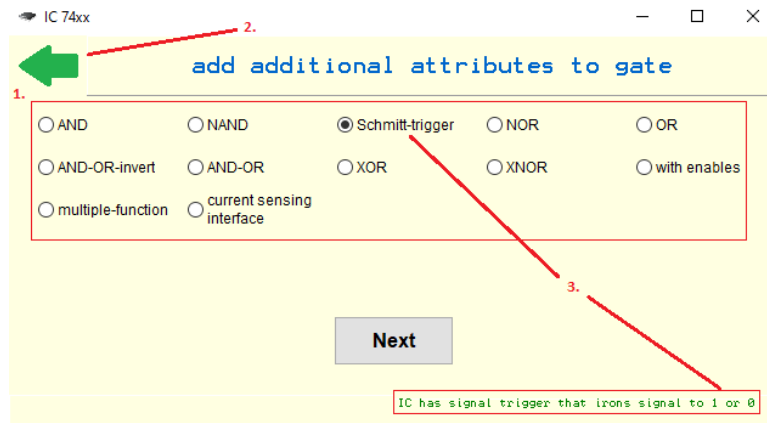 IC 74xx
2.
add additional attributes to gate
1.
AND NAND Schmitt-trigger NOR OR
AND-OR-invert AND-OR XOR XNOR with enables
multiple-function current sensing
interface
3.
Next
IC has signal trigger that irons signal to 1 or 0